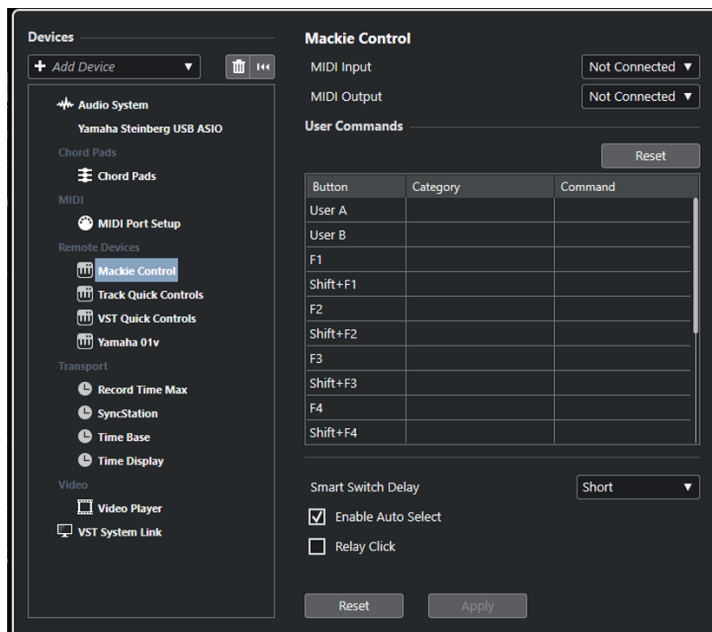 Devices
Add Device
Audio System
Yamaha Steinberg USB ASIO
Chord Pads
Chord Pads
MIDI
MIDI Port Setup
Remote Devices
Mackie Control
Track Quick Controls
VST Quick Controls
Yamaha 01v
Transport
Record Time Max
SyncStation
Time Base
Time Display
Video
Video Player
VST System Link
Mackie Control
MIDI Input Not Connected
MIDI Output Not Connected
User Commands
Reset
Button Category Command
User A
User B
F1
Shift+F1
F2
Shift+F2
F3
Shift+F3
F4
Shift+F4
Smart Switch Delay Short
Enable Auto Select
Relay Click
Reset Apply